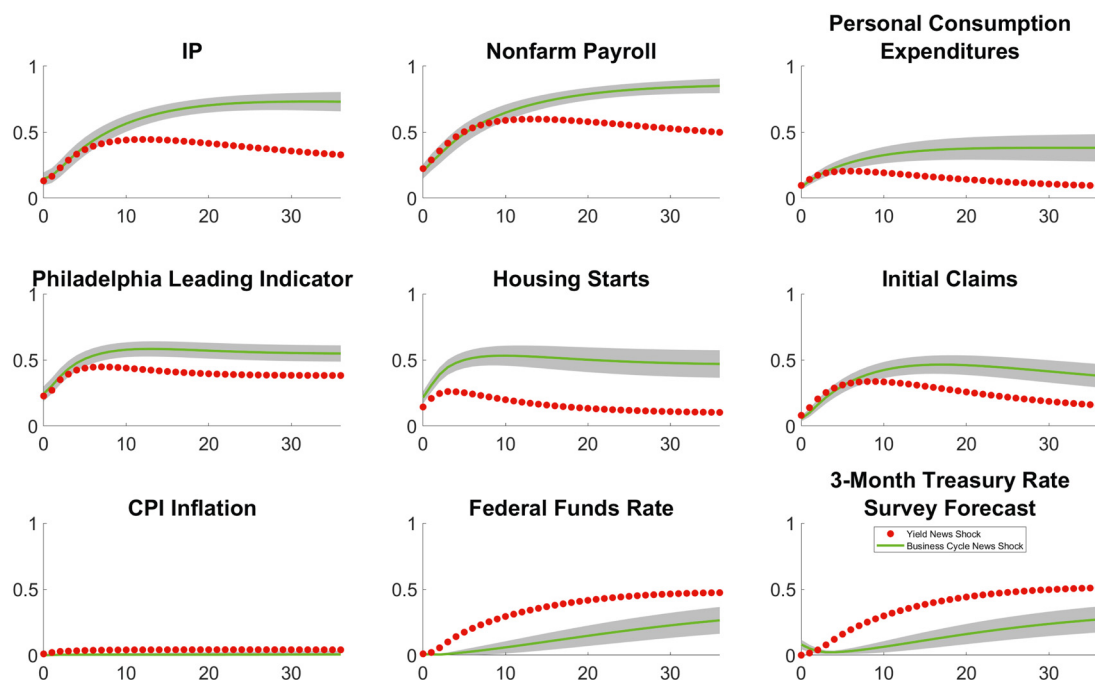 Personal Consumption
Expenditures
IP
Nonfarm Payroll
1
0.5
0
0 10 20 30
1
0.5
0
0 10 20 30
1
0.5
0
0 10 20 30
Philadelphia Leading Indicator
Housing Starts
Initial Claims
1
0.5
0
0 10 20 30
1
0.5
0
0 10 20 30
1
0.5
0
0 10 20 30
CPI Inflation
Federal Funds Rate
3-Month Treasury Rate
Survey Forecast
Yield News Shock
Business Cycle News Shock
1
0.5
0
0 10 20 30
1
0.5
0
0 10 20 30
1
0.5
0
0 10 20 30